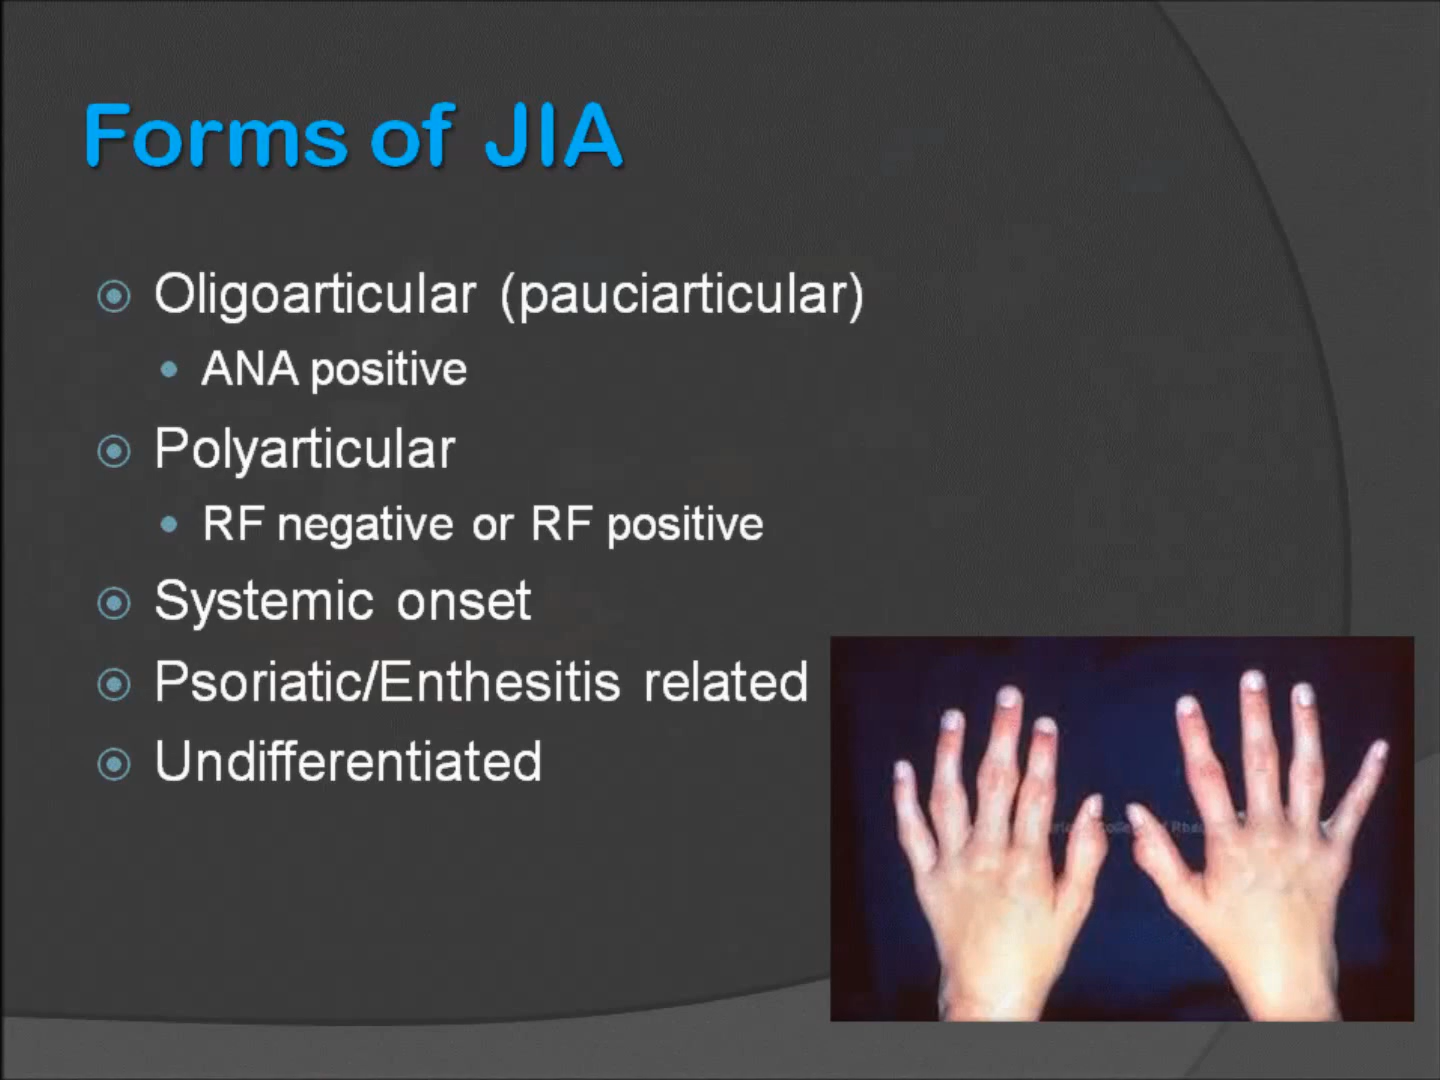 Forms of JIA
Oligoarticular (pauciarticular)
ANA positive
Polyarticular
RF negative or RF positive
Systemic onset
Psoriatic/Enthesitis related
Undifferentiated